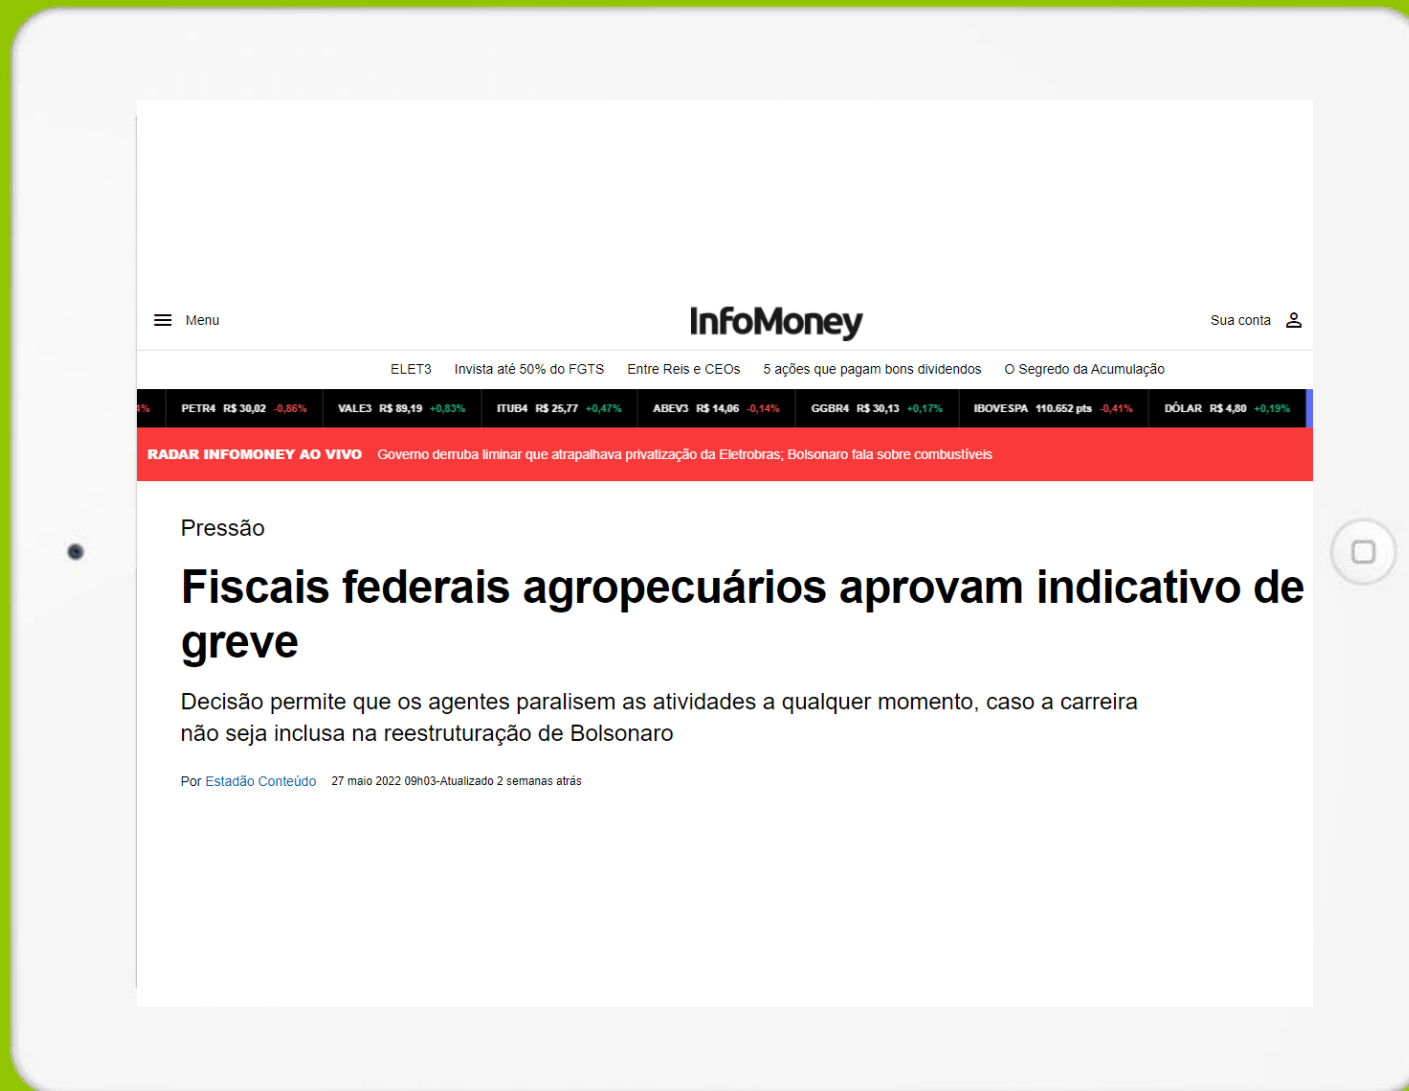 Menu
InfoMoney
Sua conta
ELET3 Invista até 50% do FGTS Entre Reis e CEOs 5 ações que pagam bons dividendos O Segredo da Acumulação
PETR4 R$ 30,02 -0,86% VALE3 R$ 89,19 +0,83% ITUB4 R$ 25,77 +0,47% ABEV3 R$ 14,06 -0,14% GGBR4 R$ 30,13 +0,17% IBOVESPA 110.652 pts -0,41% DÓLAR R$ 4,80 +0,19%
RADAR INFOMONEY AO VIVO Governo derruba liminar que atrapalhava privatização da Eletrobras; Bolsonaro fala sobre combustíveis
Pressão
Fiscais federais agropecuários aprovam indicativo de
greve
Decisão permite que os agentes paralisem as atividades a qualquer momento, caso a carreira
não seja inclusa na reestruturação de Bolsonaro
Por Estadão Conteúdo 27 maio 2022 09h03-Atualizado 2 semanas atrás